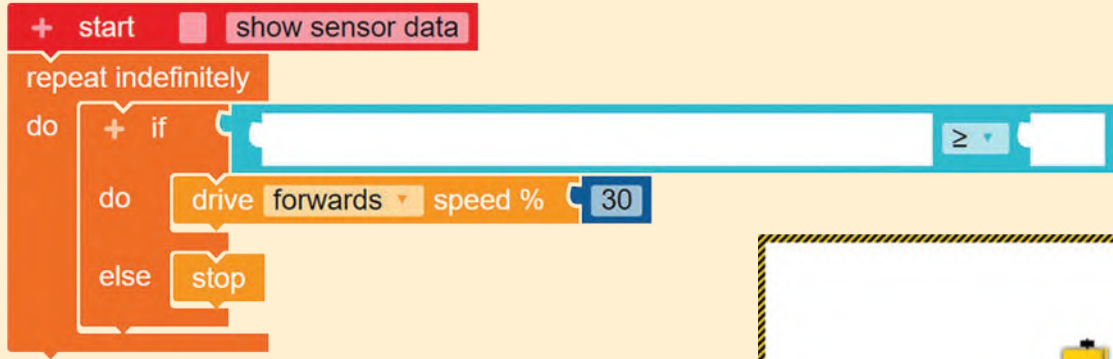 + start show sensor data
repeat indefinitely
do + if ≥
do drive forwards speed % 30
else stop